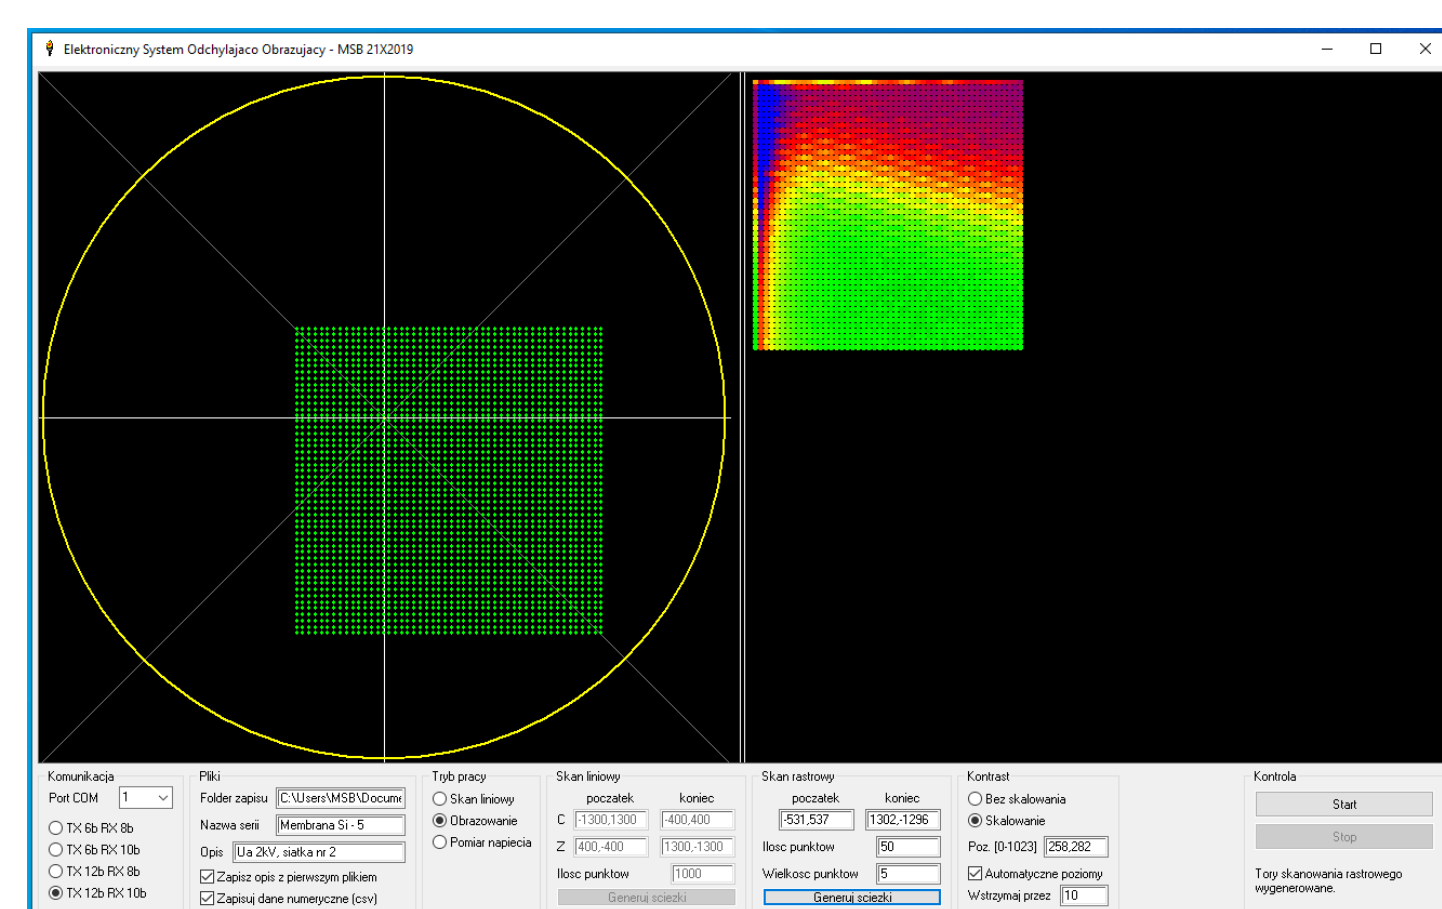 Elektroniczny System Odchylajaco Obrazujacy - MSB 21X2019
Komunikacja
Port COM 1
TX 6b RX 8b
TX 6b RX 10b
TX 12b RX 8b
TX 12b RX 10b
Pliki
Folder zapisu C:\Users\MSB\Docume
Nazwa serii Membrana Si - 5
Opis Ua 2kV, siatka nr 2
Zapisz opis z pierwszym plikiem
Zapisuj dane numeryczne (csv)
Tryb pracy
Skan liniowy
Obrazowanie
Pomiar napiecia
Skan liniowy
poczatek koniec
C -1300,1300 -400,400
Z 400,-400 1300,-1300
Ilosc punktow 1000
Generuj sciezki
Skan rastrowy
poczatek koniec
-531,537 1302,-1296
Ilosc punktow 50
Wielkosc punktow 5
Generuj sciezki
Kontrast
Bez skalowania
Skalowanie
Poz. [0-1023] 258,282
Automatyczne poziomy
Wstrzymaj przez 10
Kontrola
Start
Stop
Tory skanowania rastrowego
wygenerowane.